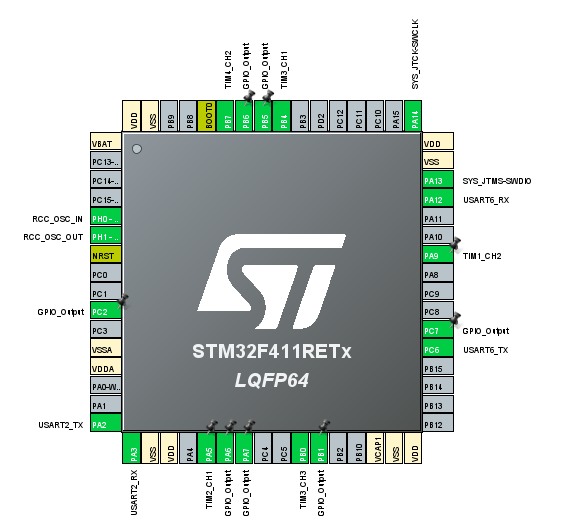 TIM4_CH2
GPIO_Output
GPIO_Output
TIM3_CH1
SYS_JTCK-SWCLK
VDD
VSS
PB9
PB8
BOOT0
PB7
PB6
PB5
PB4
PB3
PD2
PC12
PC11
PC10
PA15
PA14
VBAT
PC13-..
PC14-..
PC15-..
RCC_OSC_IN PH0 -..
RCC_OSC_OUT PH1 -..
NRST
PC0
PC1
GPIO_Output PC2
PC3
VSSA
VDDA
PA0-W..
PA1
USART2_TX PA2
STM32F411RETx
LQFP64
VDD
VSS
PA13 SYS_JTMS-SWDIO
PA12 USART6_RX
PA11
PA10
PA9 TIM1_CH2
PA8
PC9
PC8
PC7 GPIO_Output
PC6 USART6_TX
PB15
PB14
PB13
PB12
PA3
VSS
VDD
PA4
PA5
PA6
PA7
PC4
PC5
PB0
PB1
PB2
PB10
VCAP1
VSS
VDD
USART2_RX
TIM2_CH1
GPIO_Output
GPIO_Output
TIM3_CH3
GPIO_Output